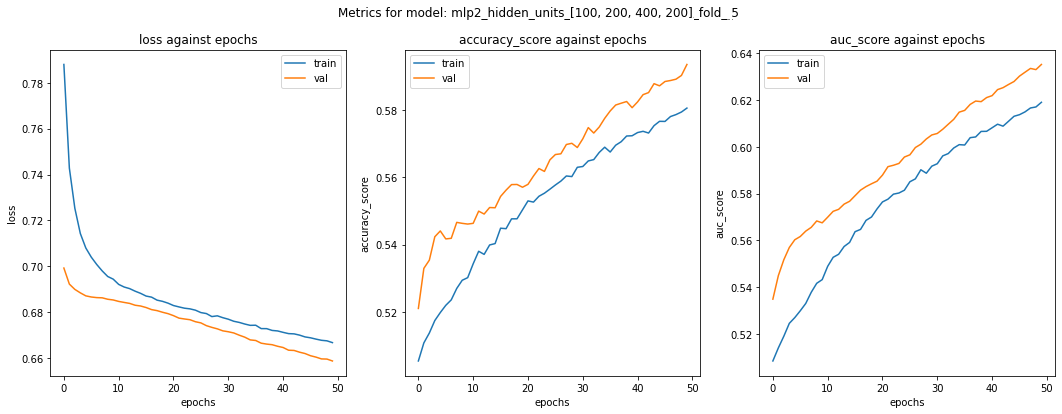 Metrics for model: mlp2_hidden_units_[100, 200, 400, 200]_fold_.5
loss against epochs
train
val
loss
0.78
0.76
0.74
0.72
0.70
0.68
0.66
0
10
20
30
40
50
epochs
accuracy_score against epochs
train
val
accuracy_score
0.58
0.56
0.54
0.52
0
10
20
30
40
50
epochs
auc_score against epochs
train
val
auc_score
0.64
0.62
0.60
0.58
0.56
0.54
0.52
0
10
20
30
40
50
epochs